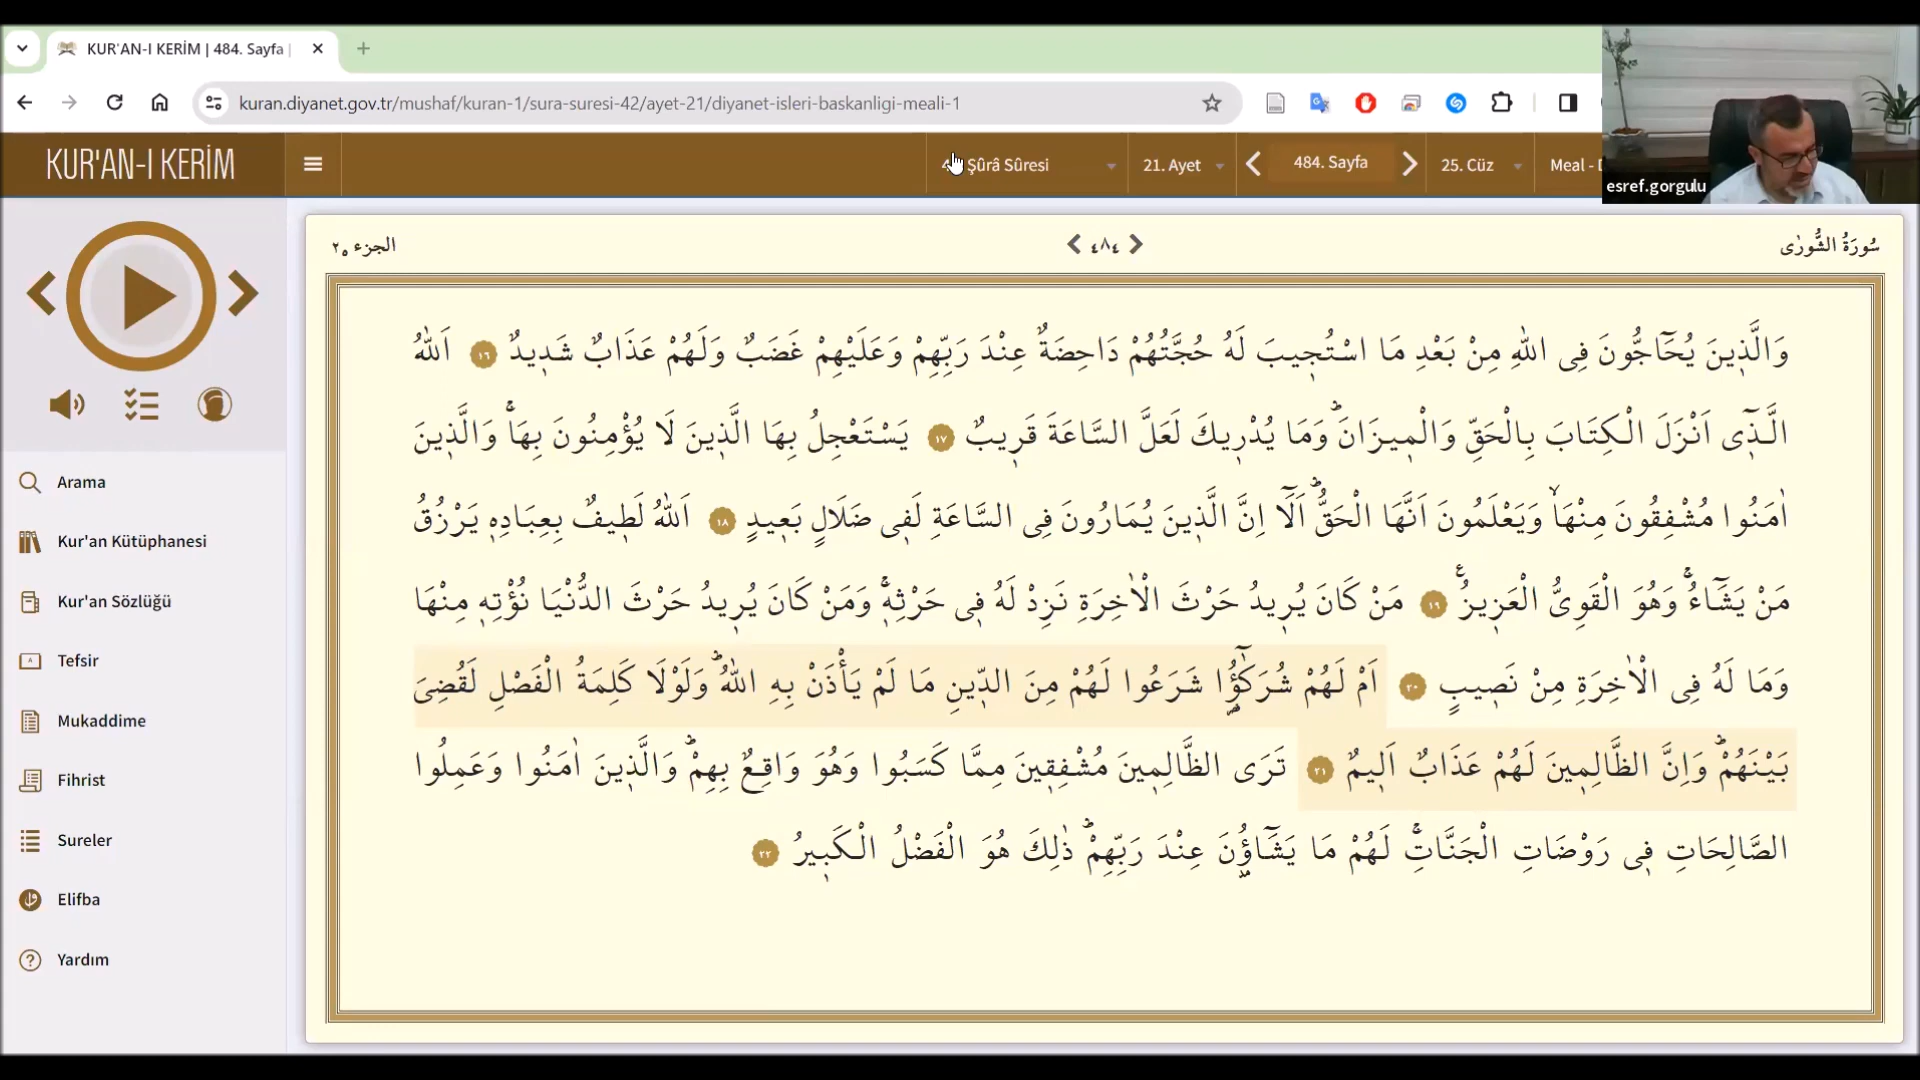 KUR'AN-I KERİM | 484. Sayfa |
kuran.diyanet.gov.tr/mushaf/kuran-1/sura-suresi-42/ayet-21/diyanet-isleri-baskanligi-meali-1
KUR'AN-I KERİM
Şûrâ Sûresi
21. Ayet
484. Sayfa
25. Cüz
Meal -
esref.gorgulu
Arama
Kur'an Kütüphanesi
Kur'an Sözlüğü
Tefsir
Mukaddime
Fihrist
Sureler
Elifba
Yardım
سُورَةُ الشُّورٰى
٤٨٤
الجزء ٢٥
وَالَّذ۪ينَ يُحَٓاجُّونَ فِى اللّٰهِ مِنْ بَعْدِ مَا اسْتُج۪يبَ لَهُ حُجَّتُهُمْ دَاحِضَةٌ عِنْدَ رَبِّهِمْ وَعَلَيْهِمْ غَضَبٌ وَلَهُمْ عَذَابٌ شَد۪يدٌ ١٦ اَللّٰهُ
الَّـذ۪ٓى اَنْزَلَ الْكِتَابَ بِالْحَقِّ وَالْم۪يزَانَۜ وَمَا يُدْر۪يكَ لَعَلَّ السَّاعَةَ قَر۪يبٌ ١٧ يَسْتَعْجِلُ بِهَا الَّذ۪ينَ لَا يُؤْمِنُونَ بِهَاۚ وَالَّذ۪ينَ
اٰمَنُوا مُشْفِقُونَ مِنْهَاۙ وَيَعْلَمُونَ اَنَّهَا الْحَقُّۜ اَلَٓا اِنَّ الَّذ۪ينَ يُمَارُونَ فِى السَّاعَةِ لَف۪ى ضَلَالٍ بَع۪يدٍ ١٨ اَللّٰهُ لَط۪يفٌ بِعِبَادِه۪ يَرْزُقُ
مَنْ يَشَٓاءُۚ وَهُوَ الْقَوِىُّ الْعَز۪يزُ۟ ١٩ مَنْ كَانَ يُر۪يدُ حَرْثَ الْاٰخِرَةِ نَزِدْ لَهُ ف۪ى حَرْثِه۪ۚ وَمَنْ كَانَ يُر۪يدُ حَرْثَ الدُّنْيَا نُؤْتِه۪ مِنْهَا
وَمَا لَهُ فِى الْاٰخِرَةِ مِنْ نَص۪يبٍ ٢٠ اَمْ لَهُمْ شُرَكٰٓؤُ۬ا شَرَعُوا لَهُمْ مِنَ الدّ۪ينِ مَا لَمْ يَأْذَنْ بِهِ اللّٰهُۜ وَلَوْلَا كَلِمَةُ الْفَصْلِ لَقُضِىَ
بَيْنَهُمْۜ وَاِنَّ الظَّالِم۪ينَ لَهُمْ عَذَابٌ اَل۪يمٌ ٢١ تَرَى الظَّالِم۪ينَ مُشْفِق۪ينَ مِمَّا كَسَبُوا وَهُوَ وَاقِعٌ بِهِمْۜ وَالَّذ۪ينَ اٰمَنُوا وَعَمِلُوا
الصَّالِحَاتِ ف۪ى رَوْضَاتِ الْجَنَّاتِۚ لَهُمْ مَا يَشَٓاؤُ۫نَ عِنْدَ رَبِّهِمْۜ ذٰلِكَ هُوَ الْفَضْلُ الْكَب۪يرُ ٢٢